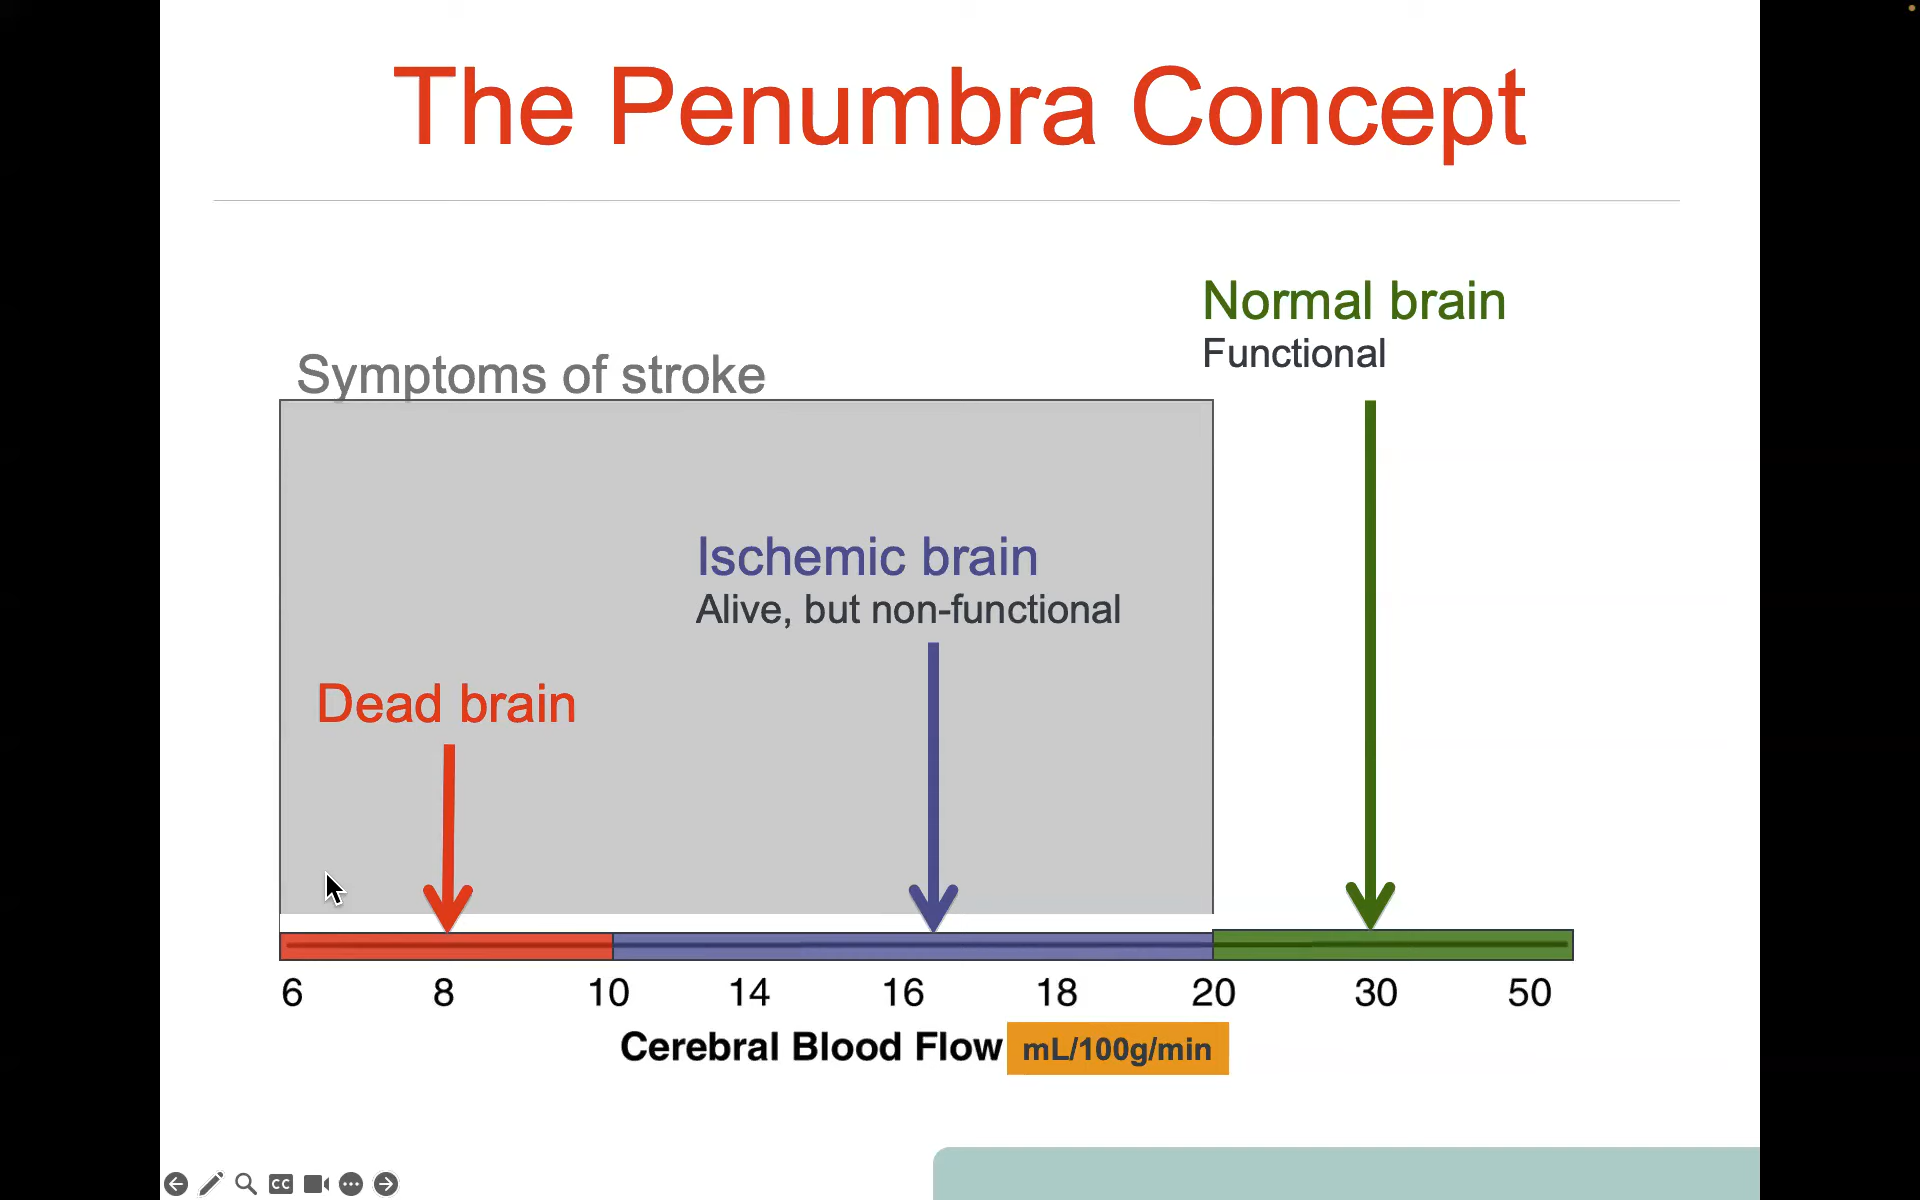 The Penumbra Concept
Normal brain
Functional
Symptoms of stroke
Ischemic brain
Alive, but non-functional
Dead brain
6 8 10 14 16 18 20 30 50
Cerebral Blood Flow mL/100g/min
CC